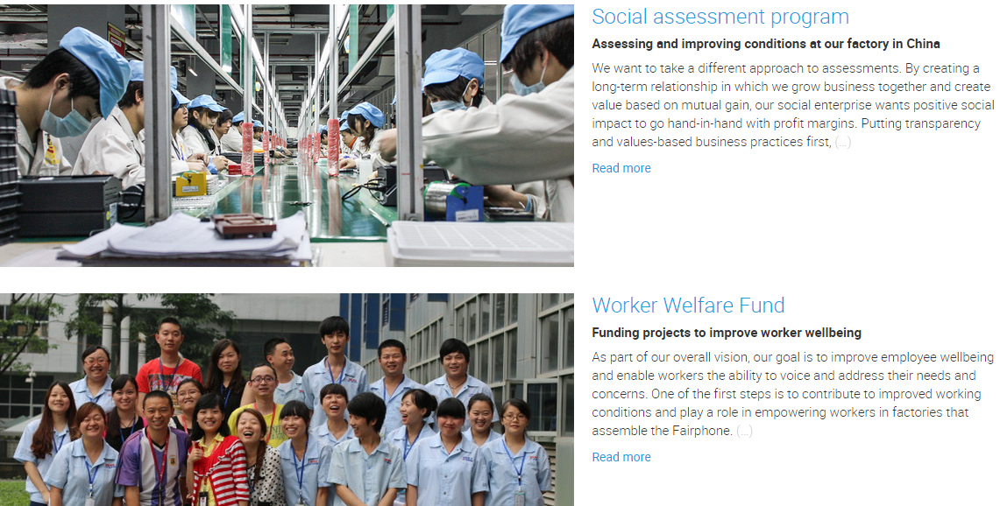 Social assessment program
Assessing and improving conditions at our factory in China
We want to take a different approach to assessments. By creating a
long-term relationship in which we grow business together and create
value based on mutual gain, our social enterprise wants positive social
impact to go hand-in-hand with profit margins. Putting transparency
and values-based business practices first, (...)
Read more
Worker Welfare Fund
Funding projects to improve worker wellbeing
As part of our overall vision, our goal is to improve employee wellbeing
and enable workers the ability to voice and address their needs and
concerns. One of the first steps is to contribute to improved working
conditions and play a role in empowering workers in factories that
assemble the Fairphone. (...)
Read more